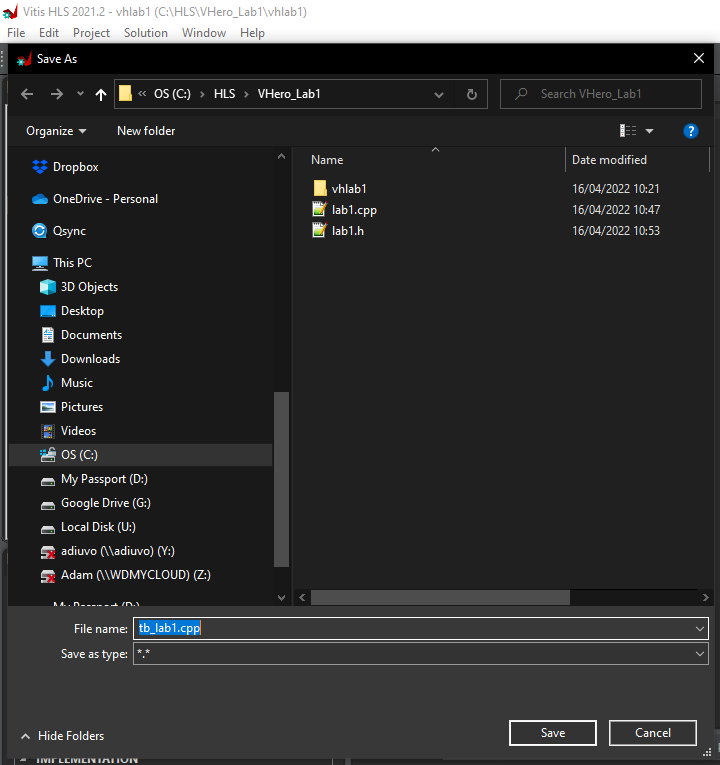 Vitis HLS 2021.2 - vhlab1 (C:\HLS\VHero_Lab1\vhlab1)
File Edit Project Solution Window Help
Save As
« OS (C:) › HLS › VHero_Lab1
Search VHero_Lab1
Organize New folder
Name Date modified
vhlab1 16/04/2022 10:21
lab1.cpp 16/04/2022 10:47
lab1.h 16/04/2022 10:53
Dropbox
OneDrive - Personal
Qsync
This PC
3D Objects
Desktop
Documents
Downloads
Music
Pictures
Videos
OS (C:)
My Passport (D:)
Google Drive (G:)
Local Disk (U:)
adiuvo (\\adiuvo) (Y:)
Adam (\\WDMYCLOUD) (Z:)
My Passport (D:)
File name: tb_lab1.cpp
Save as type: *.*
Hide Folders
Save Cancel
IMPLEMENTATION